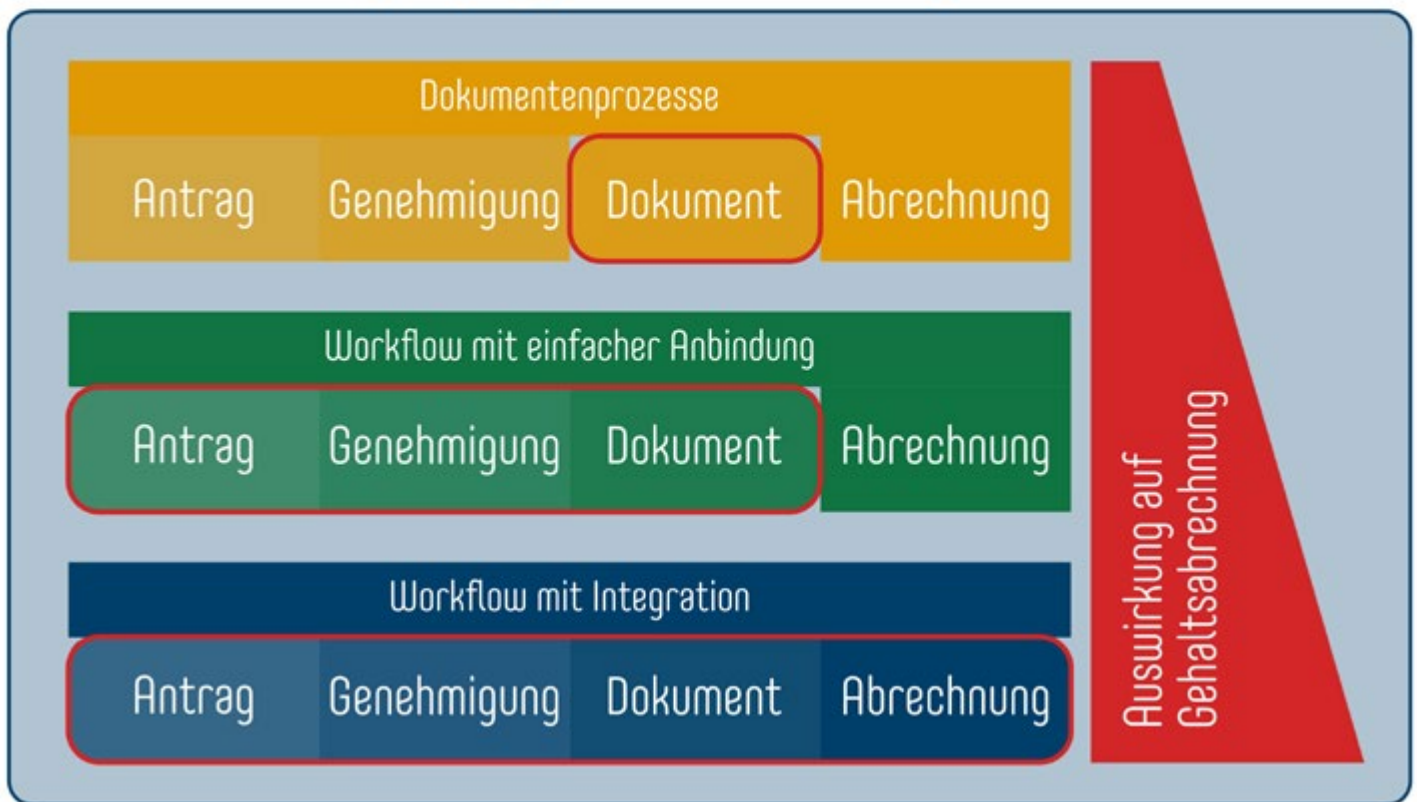 Dokumentenprozesse
Antrag Genehmigung Dokument Abrechnung
Workflow mit einfacher Anbindung
Antrag Genehmigung Dokument Abrechnung
Workflow mit Integration
Antrag Genehmigung Dokument Abrechnung
Auswirkung auf
Gehaltsabrechnung